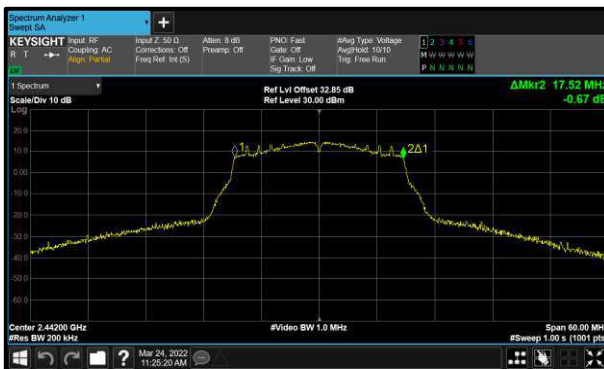 Spectrum Analyzer 1
Swept SA
KEYSIGHT
R T
Input: RF
Coupling: AC
Align: Partial
Input Z: 50 Ω
Corrections: Off
Freq Ref: Int (S)
Atten: 8 dB
Preamp: Off
PNO: Fast
Gate: Off
IF Gain: Low
Sig Track: Off
#Avg Type: Voltage
Avg|Hold: 10/10
Trig: Free Run
1 2 3 4 5 6
M W W W W W
P N N N N N
1 Spectrum
Scale/Div 10 dB
Ref Lvl Offset 32.85 dB
Ref Level 30.00 dBm
ΔMkr2 17.52 MHz
-0.67 dB
Log
20.0
10.0
0.00
-10.0
-20.0
-30.0
-40.0
-50.0
-60.0
1
2Δ1
Center 2.44200 GHz
#Res BW 200 kHz
#Video BW 1.0 MHz
Span 60.00 MHz
#Sweep 1.00 s (1001 pts)
Mar 24, 2022
11:25:20 AM